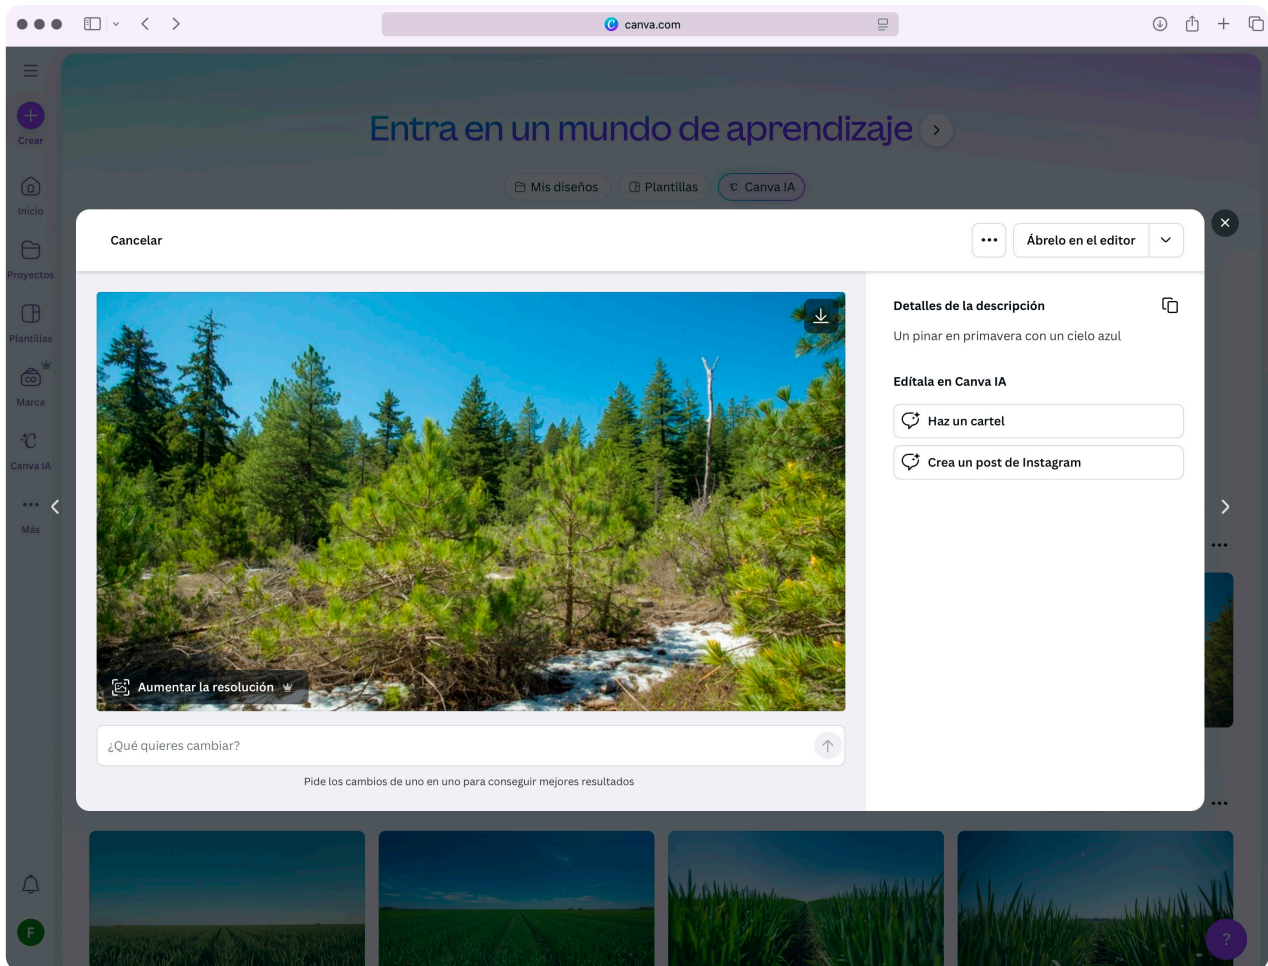 canva.com
Entra en un mundo de aprendizaje
Mis diseños
Plantillas
Canva IA
Crear
Inicio
Proyectos
Plantillas
Marca
Canva IA
Más
Cancelar
Ábrelo en el editor
Detalles de la descripción
Un pinar en primavera con un cielo azul
Edítala en Canva IA
Haz un cartel
Crea un post de Instagram
Aumentar la resolución
¿Qué quieres cambiar?
Pide los cambios de uno en uno para conseguir mejores resultados
F
?